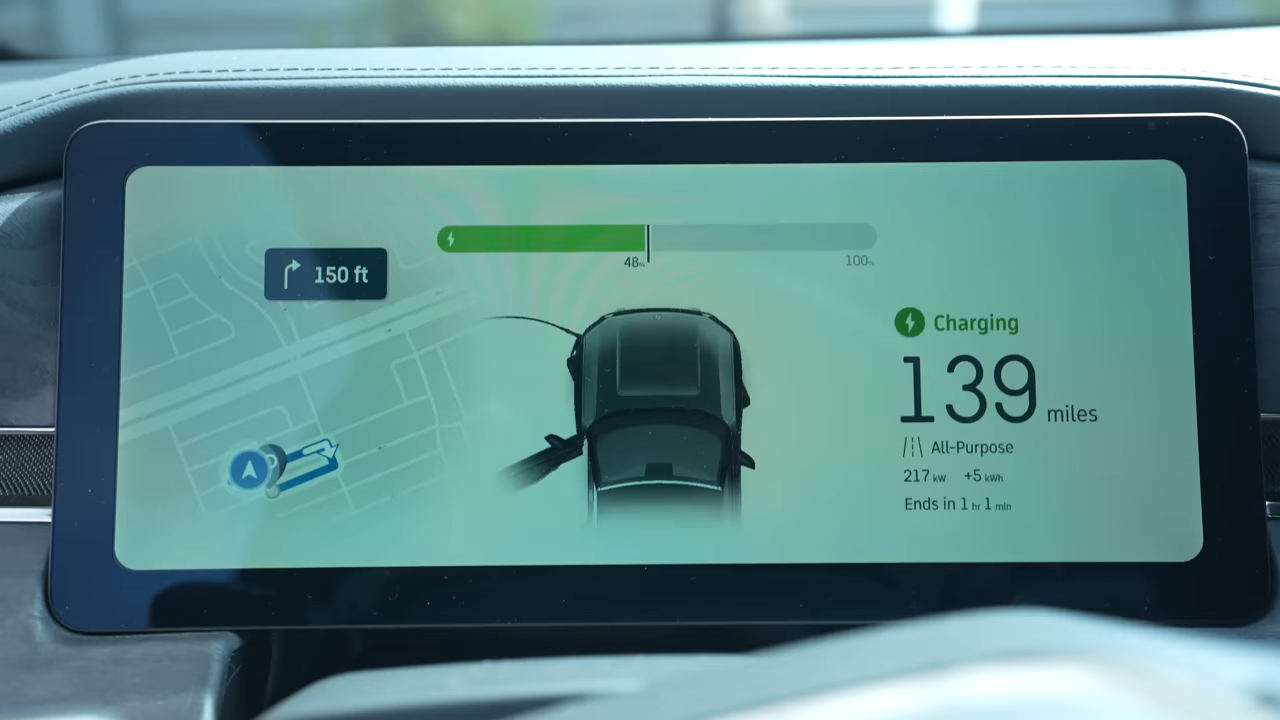 150 ft
48%
100%
Charging
139 miles
All-Purpose
217 kW +5 kWh
Ends in 1 hr 1 min